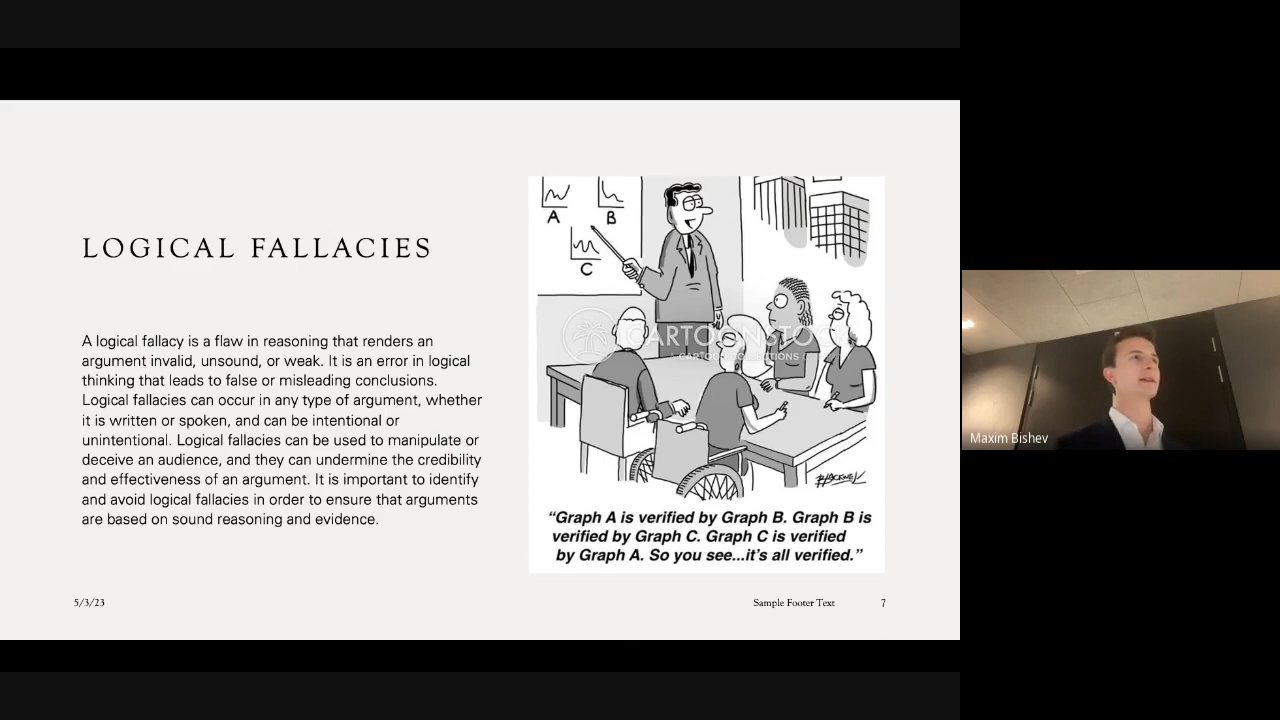 LOGICAL FALLACIES
A logical fallacy is a flaw in reasoning that renders an
argument invalid, unsound, or weak. It is an error in logical
thinking that leads to false or misleading conclusions.
Logical fallacies can occur in any type of argument, whether
it is written or spoken, and can be intentional or
unintentional. Logical fallacies can be used to manipulate or
deceive an audience, and they can undermine the credibility
and effectiveness of an argument. It is important to identify
and avoid logical fallacies in order to ensure that arguments
are based on sound reasoning and evidence.
A
B
C
CARTOONSTOCK
“Graph A is verified by Graph B. Graph B is
verified by Graph C. Graph C is verified
by Graph A. So you see...it’s all verified.”
5/3/23
Sample Footer Text
7
Maxim Bishev